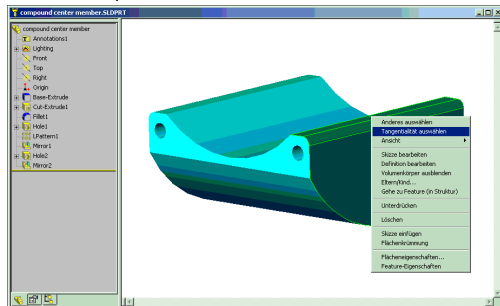 compound center member.SLDPRT
compound center member
Annotations1
Lighting
Front
Top
Right
Origin
Base-Extrude
Cut-Extrude1
Fillet1
Hole1
LPattern1
Mirror1
Hole2
Mirror2
Anderes auswählen
Tangentialität auswählen
Ansicht
Skizze bearbeiten
Definition bearbeiten
Volumenkörper ausblenden
Eltern/Kind...
Gehe zu Feature (in Struktur)
Unterdrücken
Löschen
Skizze einfügen
Flächenkrümmung
Flächeneigenschaften...
Feature-Eigenschaften